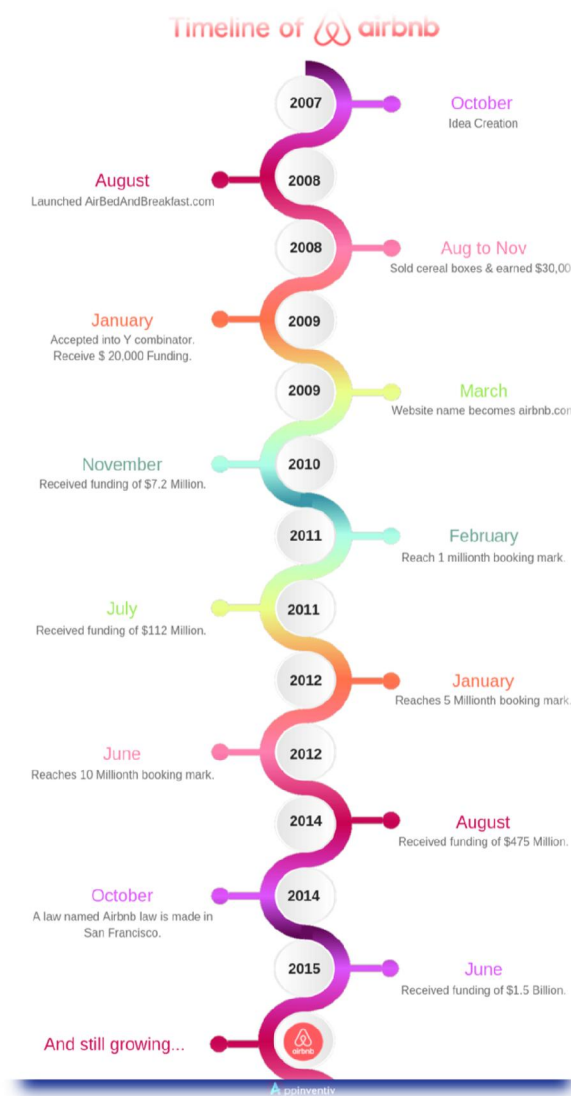 Timeline of airbnb
2007
October
Idea Creation
August
2008
Launched AirBedAndBreakfast.com
2008
Aug to Nov
Sold cereal boxes & earned $30,00
January
2009
Accepted into Y combinator.
Receive $ 20,000 Funding.
2009
March
Website name becomes airbnb.com
November
2010
Received funding of $7.2 Million.
2011
February
Reach 1 millionth booking mark.
July
2011
Received funding of $112 Million.
2012
January
Reaches 5 Millionth booking mark.
June
2012
Reaches 10 Millionth booking mark.
2014
August
Received funding of $475 Million.
October
2014
A law named Airbnb law is made in
San Francisco.
2015
June
Received funding of $1.5 Billion.
And still growing...
airbnb
Appinventiv